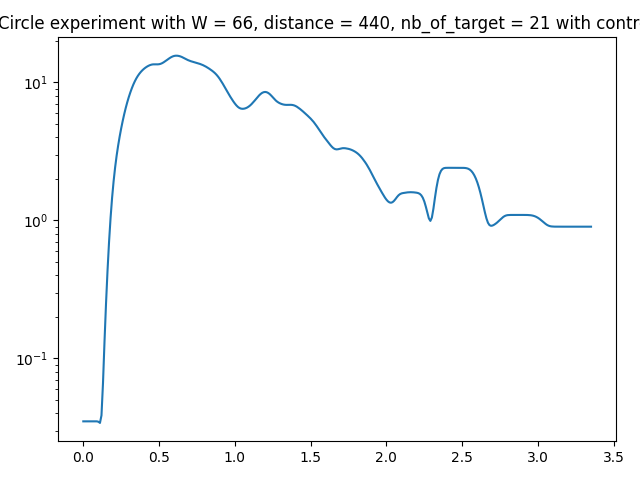 Circle experiment with W = 66, distance = 440, nb_of_target = 21 with contr
10¹
10⁰
10⁻¹
0.0 0.5 1.0 1.5 2.0 2.5 3.0 3.5